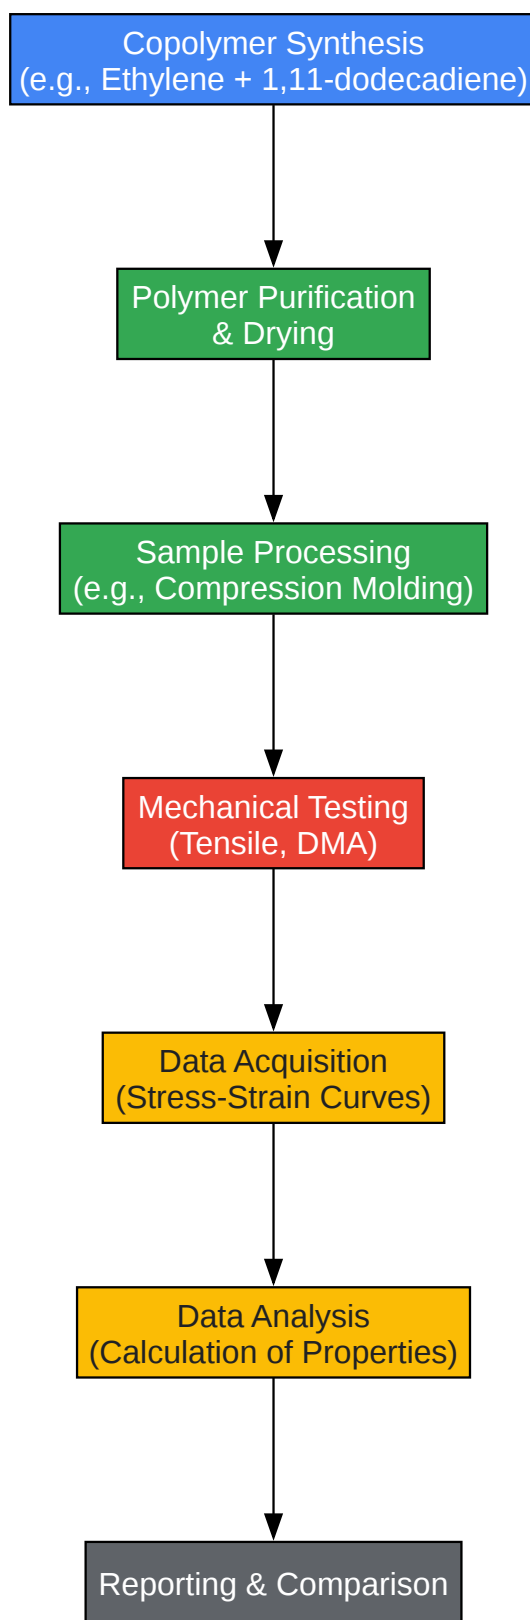 Copolymer Synthesis
(e.g., Ethylene + 1,11-dodecadiene)
Polymer Purification
& Drying
Sample Processing
(e.g., Compression Molding)
Mechanical Testing
(Tensile, DMA)
Data Acquisition
(Stress-Strain Curves)
Data Analysis
(Calculation of Properties)
Reporting & Comparison